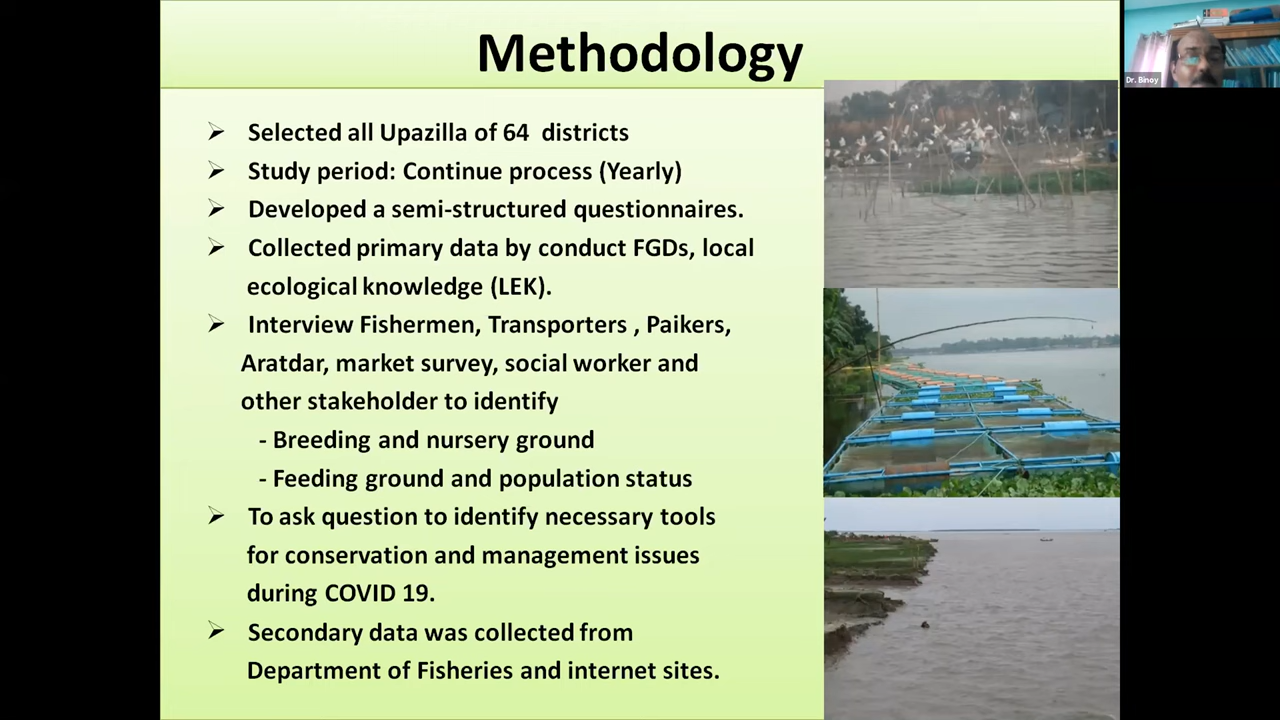 Methodology
Dr. Binoy
➢ Selected all Upazilla of 64 districts
➢ Study period: Continue process (Yearly)
➢ Developed a semi-structured questionnaires.
➢ Collected primary data by conduct FGDs, local
ecological knowledge (LEK).
➢ Interview Fishermen, Transporters , Paikers,
Aratdar, market survey, social worker and
other stakeholder to identify
- Breeding and nursery ground
- Feeding ground and population status
➢ To ask question to identify necessary tools
for conservation and management issues
during COVID 19.
➢ Secondary data was collected from
Department of Fisheries and internet sites.